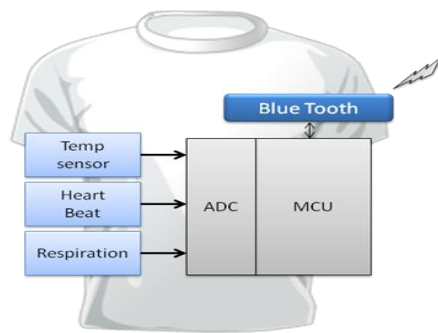 Blue Tooth
Temp
sensor
Heart
Beat
Respiration
ADC
MCU